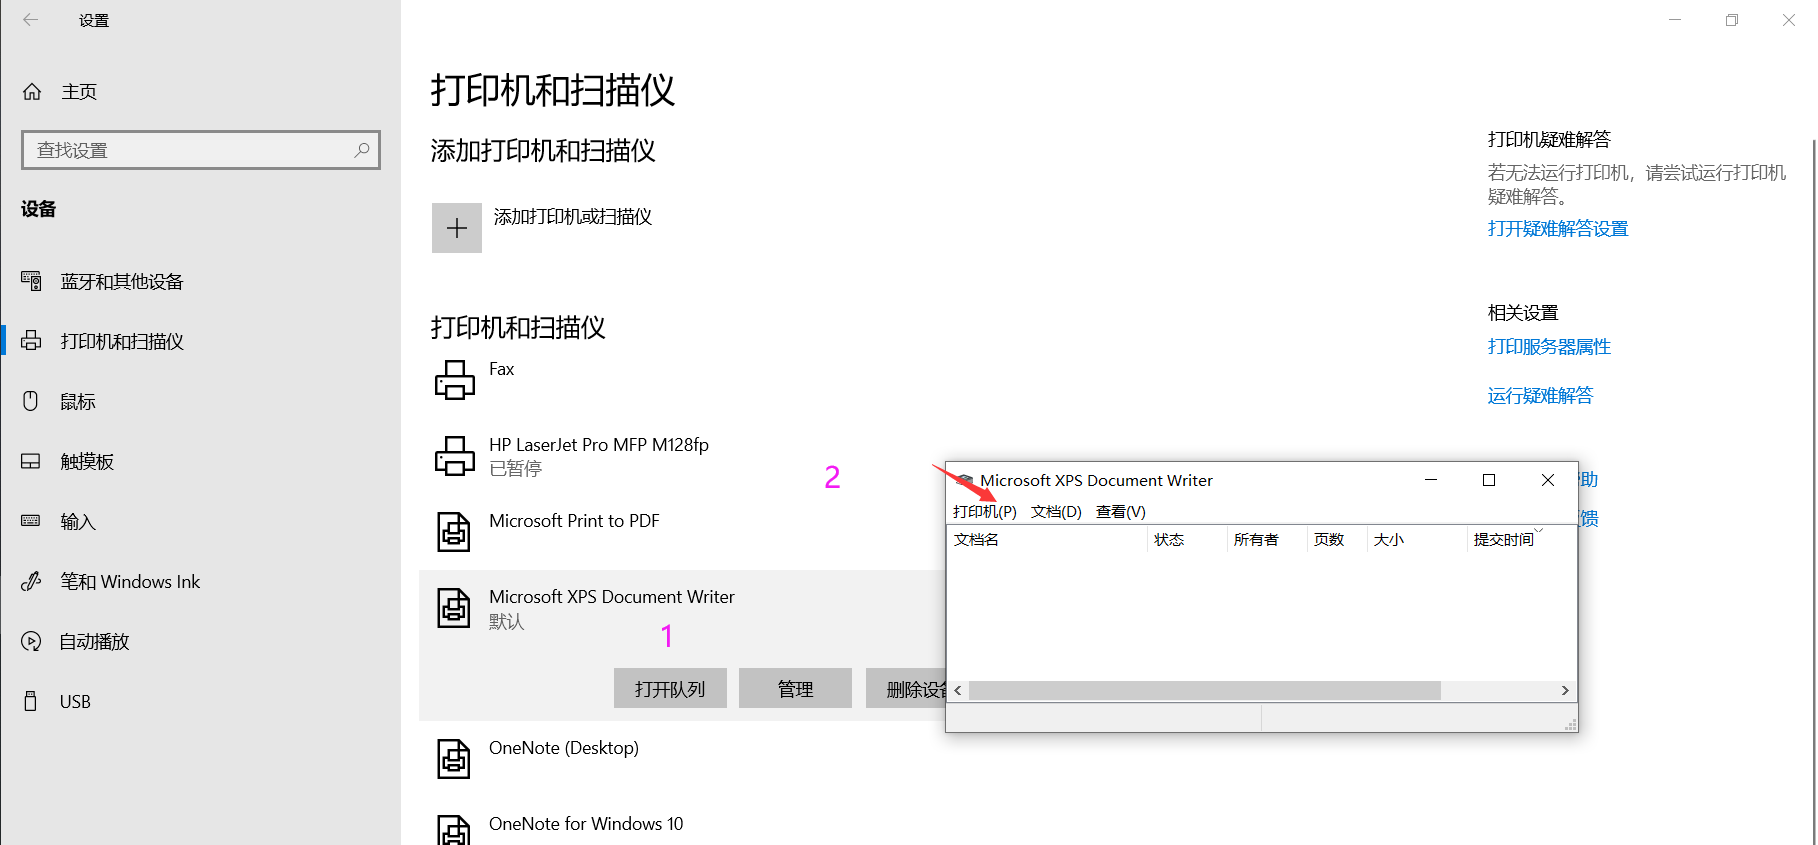 设置
主页
查找设置
设备
蓝牙和其他设备
打印机和扫描仪
鼠标
触摸板
输入
笔和 Windows Ink
自动播放
USB
打印机和扫描仪
添加打印机和扫描仪
添加打印机或扫描仪
打印机和扫描仪
Fax
HP LaserJet Pro MFP M128fp
已暂停
2
Microsoft Print to PDF
Microsoft XPS Document Writer
默认
1
打开队列 管理 删除设备
OneNote (Desktop)
OneNote for Windows 10
Microsoft XPS Document Writer
打印机(P) 文档(D) 查看(V)
文档名 状态 所有者 页数 大小 提交时间
打印机疑难解答
若无法运行打印机，请尝试运行打印机
疑难解答。
打开疑难解答设置
相关设置
打印服务器属性
运行疑难解答
助
馈